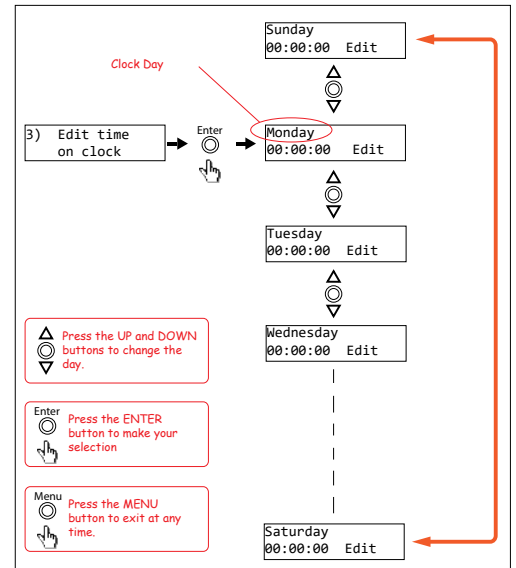 Sunday
00:00:00 Edit
Clock Day
3) Edit time
on clock
Enter
Monday
00:00:00 Edit
Tuesday
00:00:00 Edit
Wednesday
00:00:00 Edit
Press the UP and DOWN
buttons to change the
day.
Enter
Press the ENTER
button to make your
selection
Menu
Press the MENU
button to exit at any
time.
Saturday
00:00:00 Edit